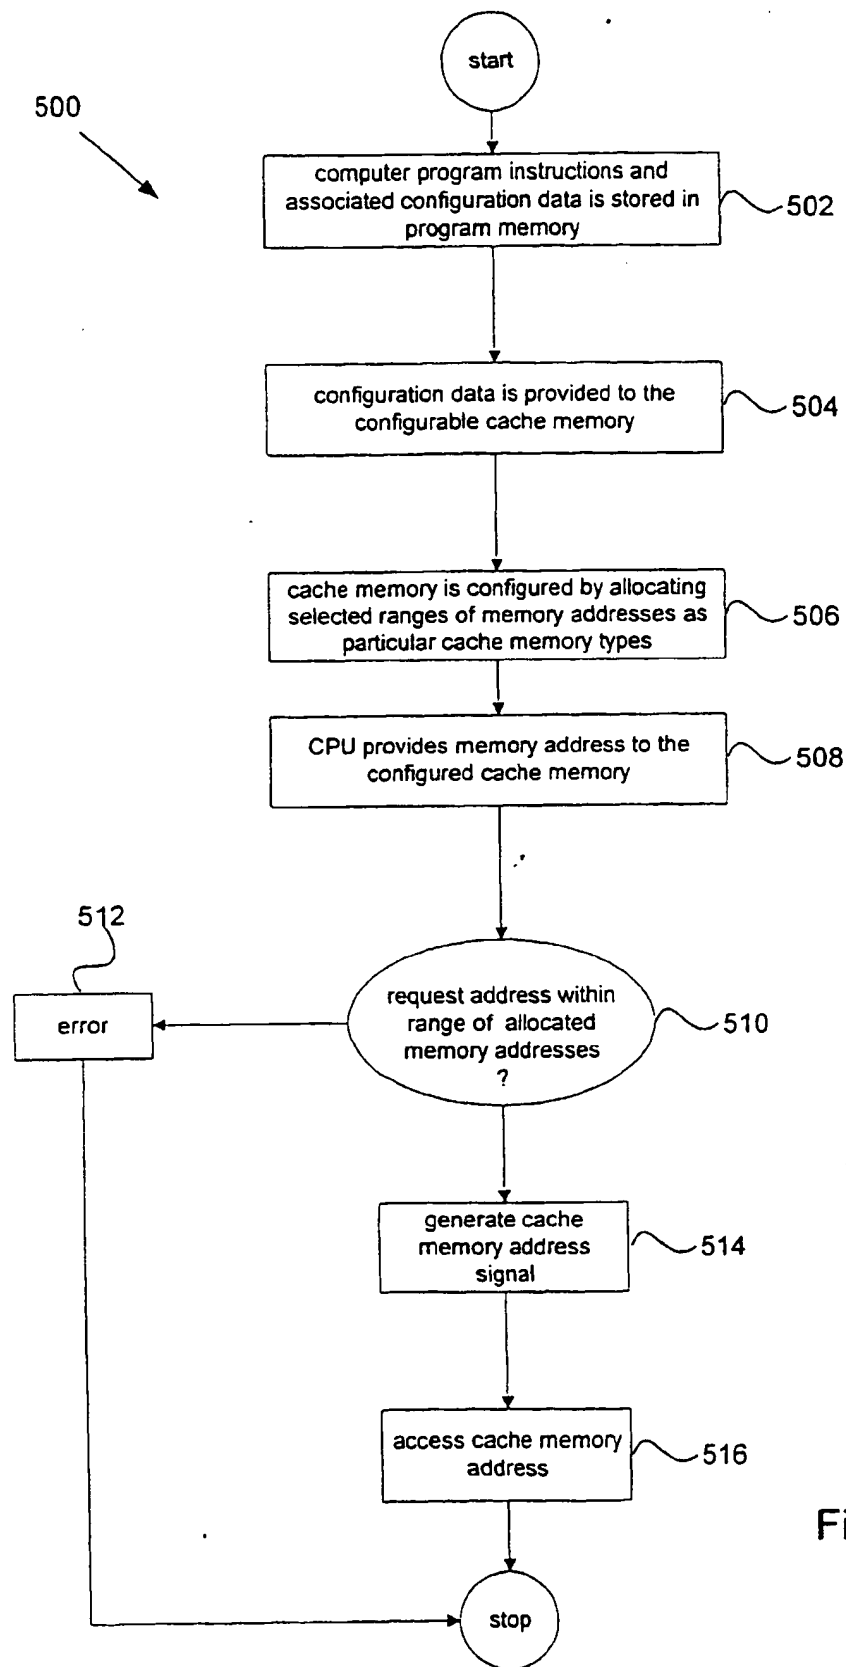 start
500
computer program instructions and
associated configuration data is stored in
program memory
502
configuration data is provided to the
configurable cache memory
504
cache memory is configured by allocating
selected ranges of memory addresses as
particular cache memory types
506
CPU provides memory address to the
configured cache memory
508
512
error
request address within
range of allocated
memory addresses
?
510
generate cache
memory address
signal
514
access cache memory
address
516
stop